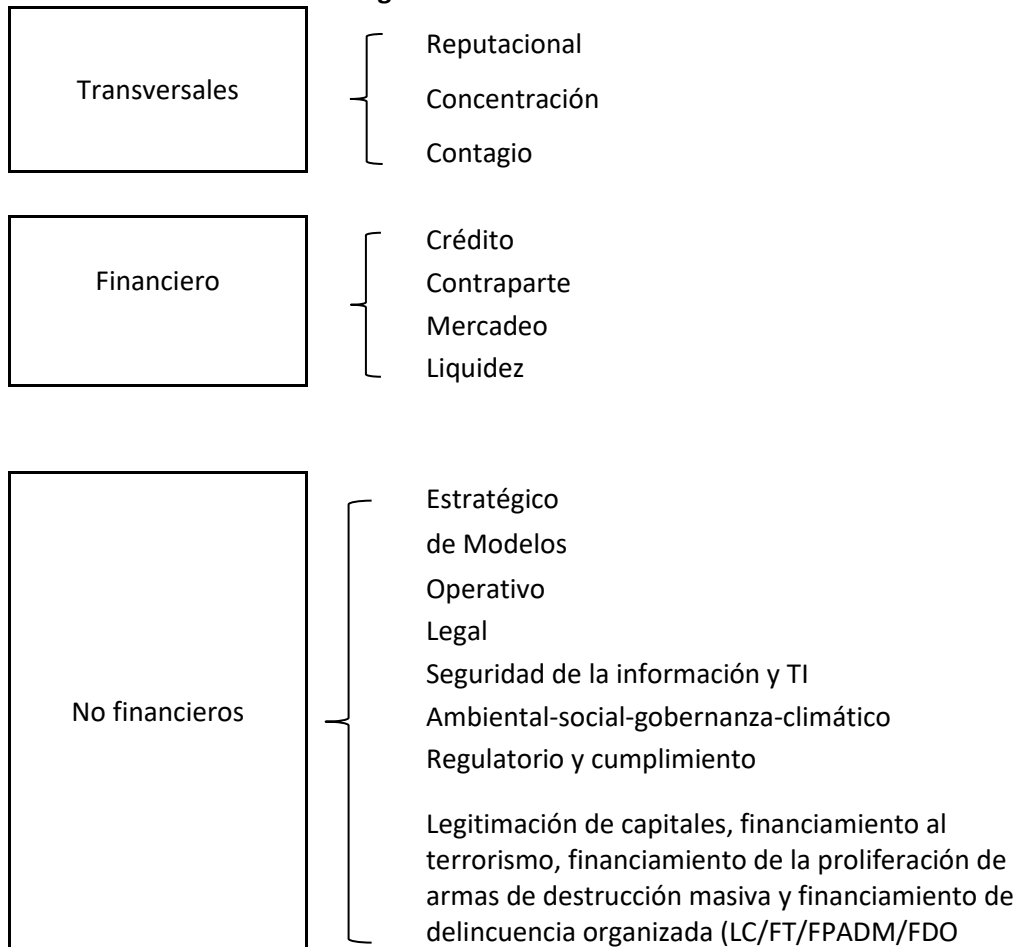 Transversales
Reputacional
Concentración
Contagio
Financiero
Crédito
Contraparte
Mercadeo
Liquidez
No financieros
Estratégico
de Modelos
Operativo
Legal
Seguridad de la información y TI
Ambiental-social-gobernanza-climático
Regulatorio y cumplimiento
Legitimación de capitales, financiamiento al
terrorismo, financiamiento de la proliferación de
armas de destrucción masiva y financiamiento de
delincuencia organizada (LC/FT/FPADM/FDO